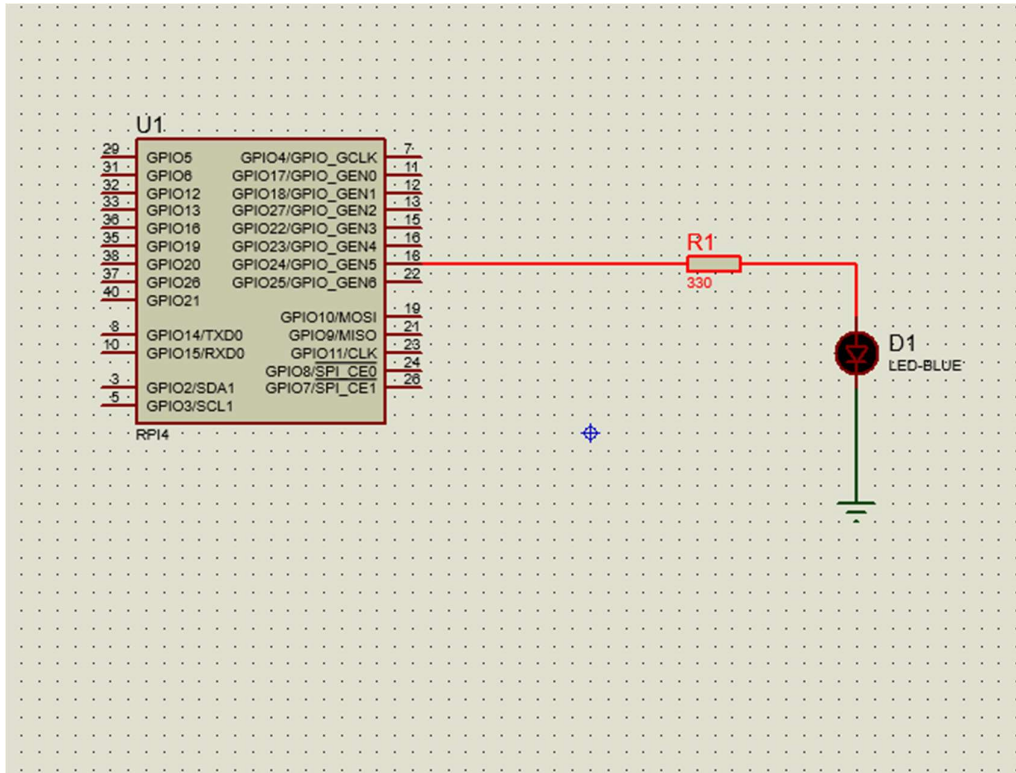 U1
29 GPIO5 GPIO4/GPIO_GCLK 7
31 GPIO6 GPIO17/GPIO_GEN0 11
32 GPIO12 GPIO18/GPIO_GEN1 12
33 GPIO13 GPIO27/GPIO_GEN2 13
36 GPIO16 GPIO22/GPIO_GEN3 15
35 GPIO19 GPIO23/GPIO_GEN4 16
38 GPIO20 GPIO24/GPIO_GEN5 18
37 GPIO26 GPIO25/GPIO_GEN6 22
40 GPIO21
GPIO10/MOSI 19
8 GPIO14/TXD0 GPIO9/MISO 21
10 GPIO15/RXD0 GPIO11/CLK 23
GPIO8/SPI_CE0 24
3 GPIO2/SDA1 GPIO7/SPI_CE1 26
5 GPIO3/SCL1
RPI4
R1
330
D1
LED-BLUE